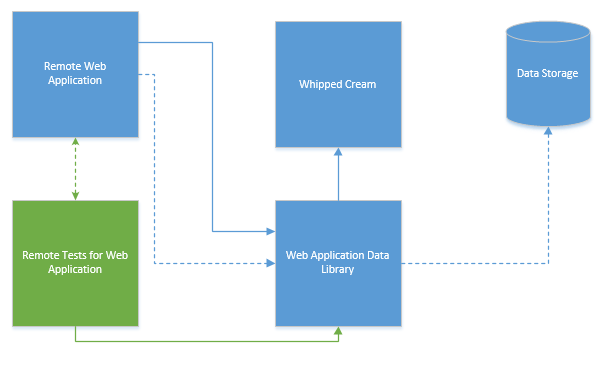 Remote Web
Application
Whipped Cream
Data Storage
Remote Tests for Web
Application
Web Application Data
Library